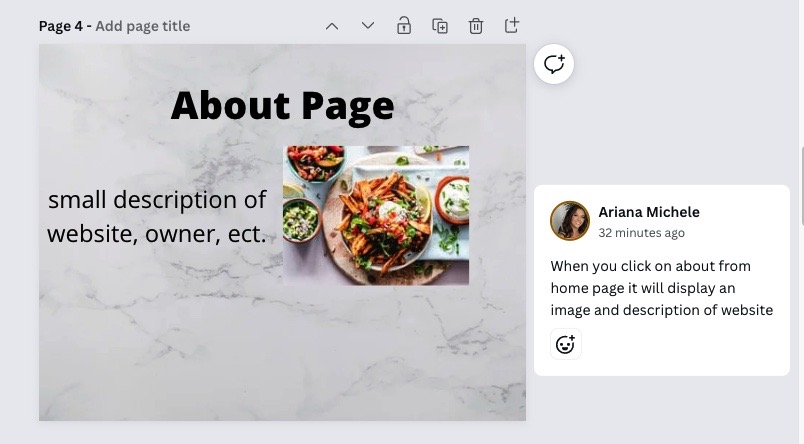 Page 4 - Add page title
About Page
small description of
website, owner, ect.
Ariana Michele
32 minutes ago
When you click on about from
home page it will display an
image and description of website